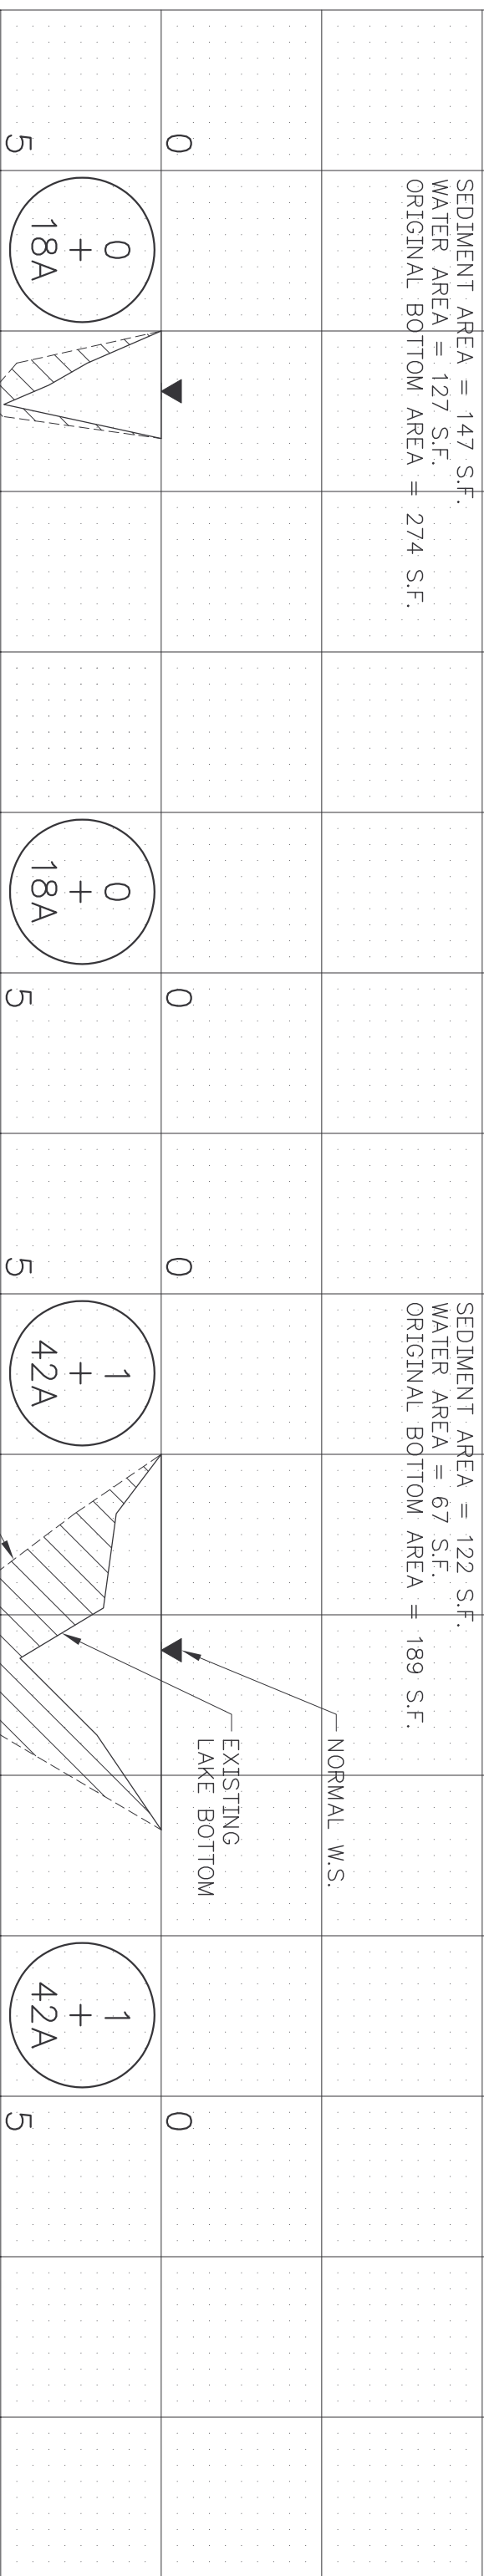 SEDIMENT AREA = 147 S.F.
WATER AREA = 127 S.F.
ORIGINAL BOTTOM AREA = 274 S.F.
0
5
0
+
18A
0
+
18A
0
5
SEDIMENT AREA = 122 S.F.
WATER AREA = 67 S.F.
ORIGINAL BOTTOM AREA = 189 S.F.
NORMAL W.S.
EXISTING
LAKE BOTTOM
0
5
1
+
42A
1
+
42A
0
5